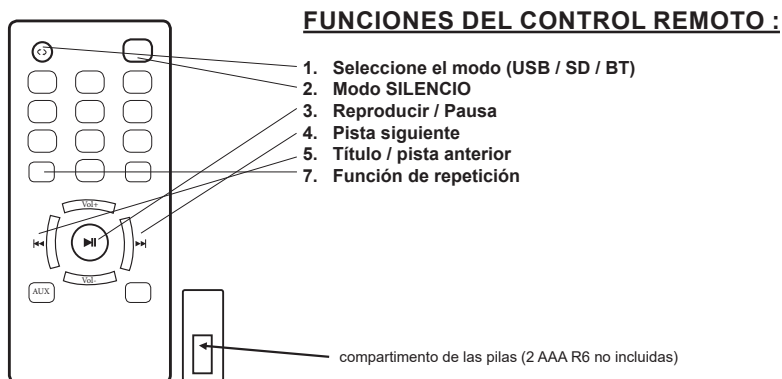 FUNCIONES DEL CONTROL REMOTO :
1. Seleccione el modo (USB / SD / BT)
2. Modo SILENCIO
3. Reproducir / Pausa
4. Pista siguiente
5. Título / pista anterior
7. Función de repetición
Vol+
Vol-
AUX
compartimento de las pilas (2 AAA R6 no incluidas)